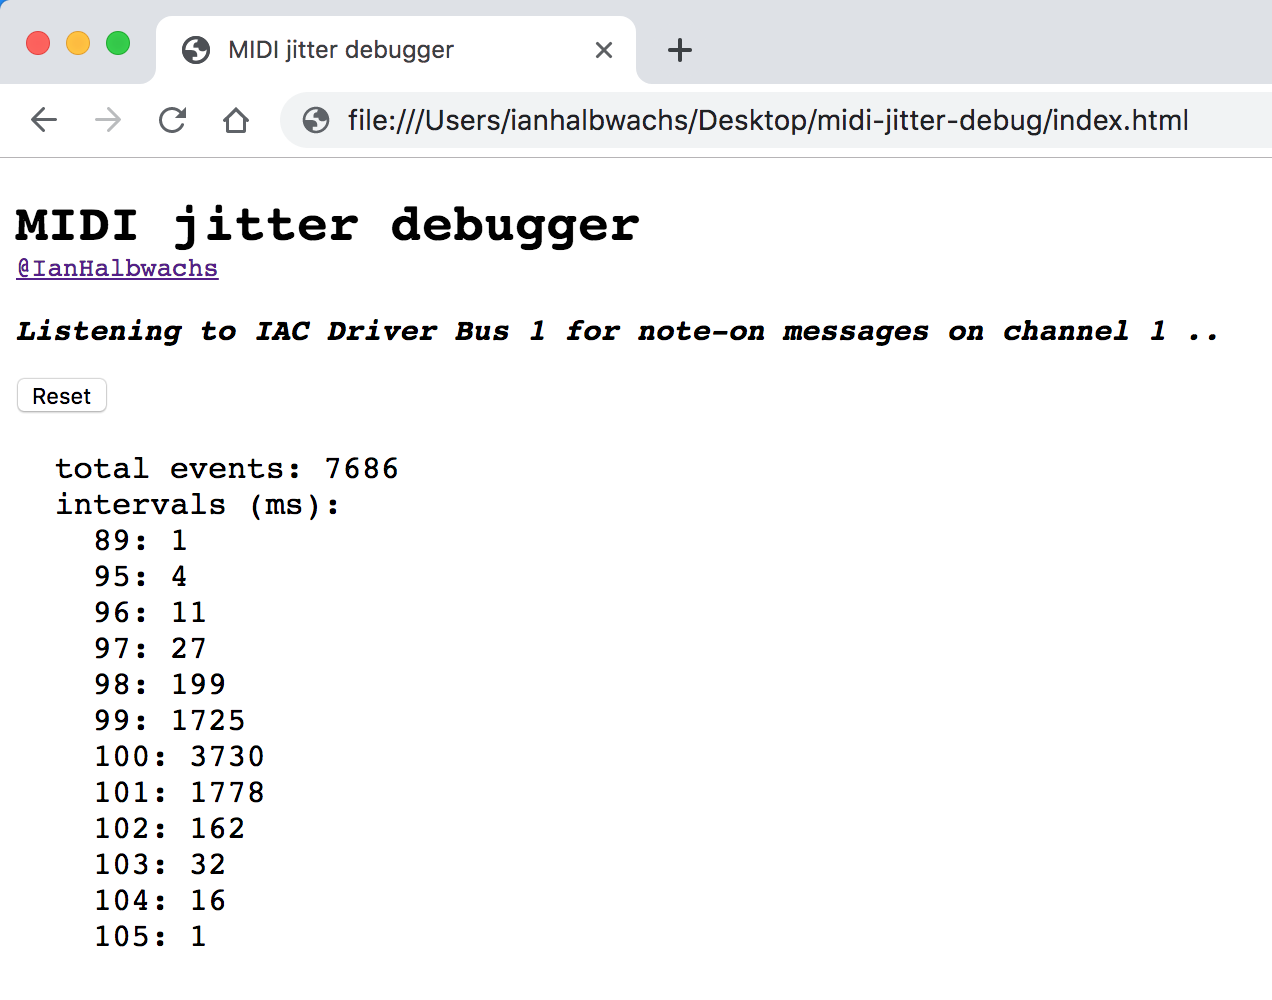 MIDI jitter debugger
file:///Users/ianhalbwachs/Desktop/midi-jitter-debug/index.html
MIDI jitter debugger
@IanHalbwachs
Listening to IAC Driver Bus 1 for note-on messages on channel 1 ..
Reset
total events: 7686
intervals (ms):
89: 1
95: 4
96: 11
97: 27
98: 199
99: 1725
100: 3730
101: 1778
102: 162
103: 32
104: 16
105: 1